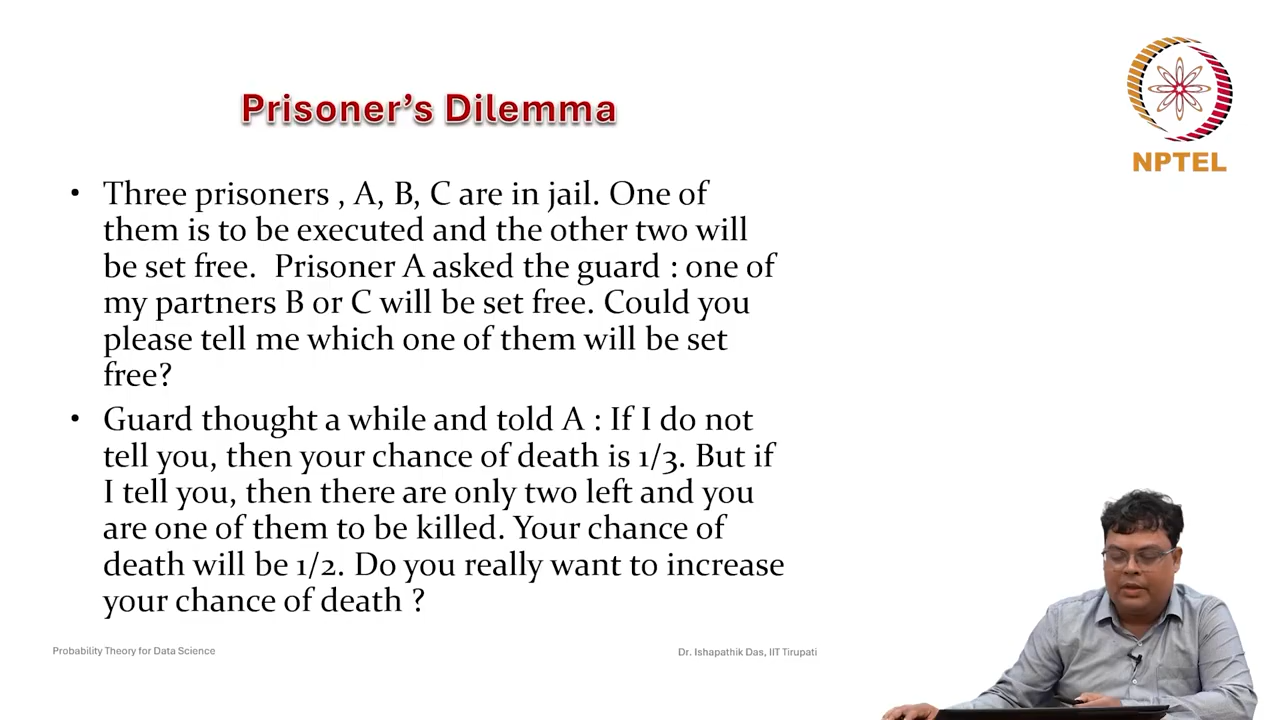 Prisoner's Dilemma
NPTEL
• Three prisoners , A, B, C are in jail. One of
them is to be executed and the other two will
be set free. Prisoner A asked the guard : one of
my partners B or C will be set free. Could you
please tell me which one of them will be set
free?
• Guard thought a while and told A : If I do not
tell you, then your chance of death is 1/3. But if
I tell you, then there are only two left and you
are one of them to be killed. Your chance of
death will be 1/2. Do you really want to increase
your chance of death ?
Probability Theory for Data Science
Dr. Ishapathik Das, IIT Tirupati